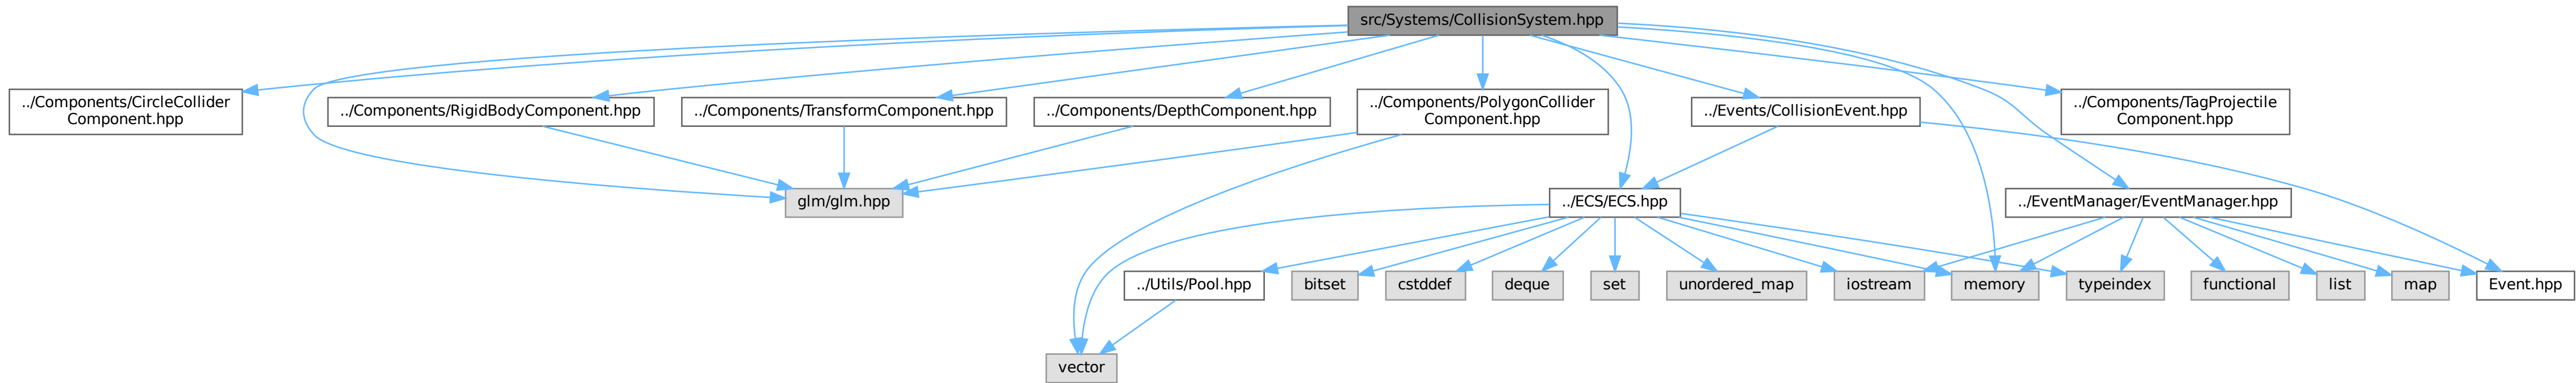 src/Systems/CollisionSystem.hpp
../Components/CircleCollider
Component.hpp
../Components/RigidBodyComponent.hpp
../Components/TransformComponent.hpp
../Components/DepthComponent.hpp
../Components/PolygonCollider
Component.hpp
../Events/CollisionEvent.hpp
../Components/TagProjectile
Component.hpp
glm/glm.hpp
../ECS/ECS.hpp
../EventManager/EventManager.hpp
../Utils/Pool.hpp
bitset
cstddef
deque
set
unordered_map
iostream
memory
typeindex
functional
list
map
Event.hpp
vector